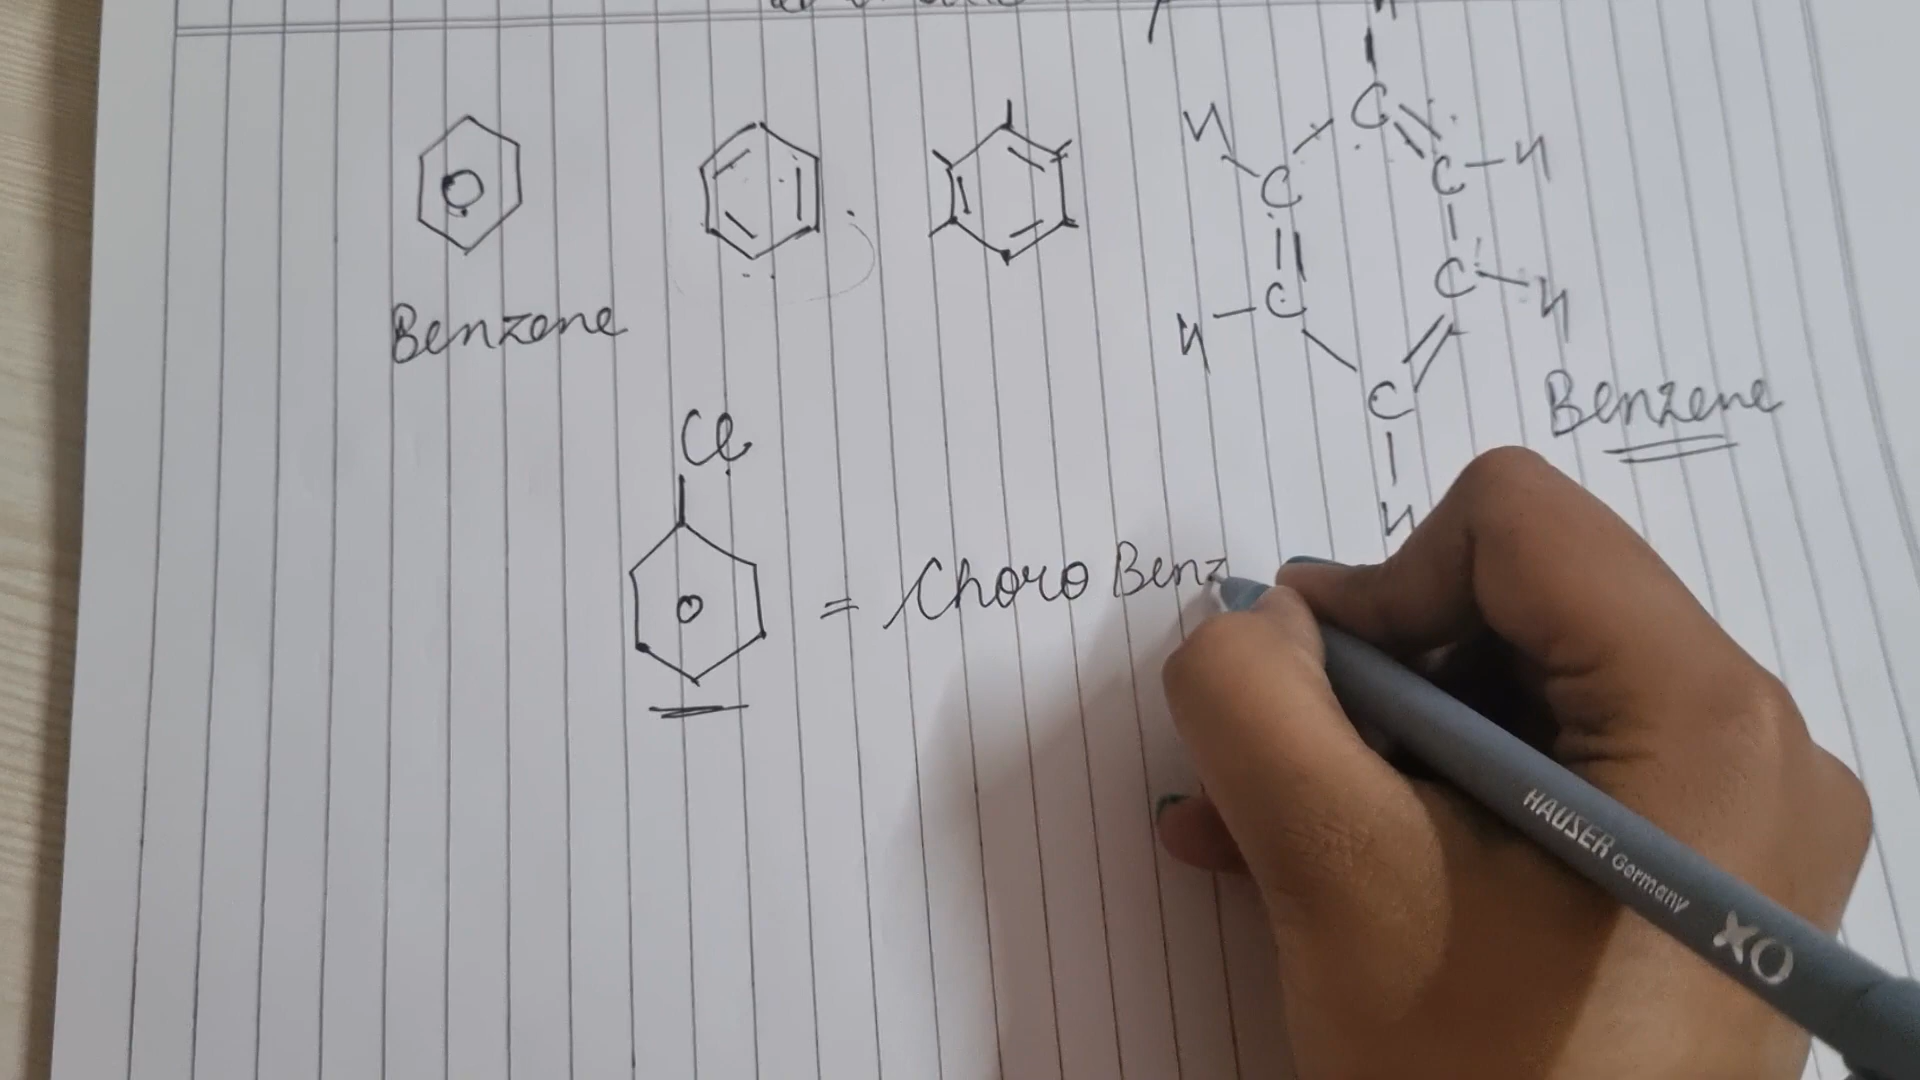 H
C
H C C H
H C C H
C
H
Benzene
Benzene
Cl
= Choro Benz
HAUSER Germany XO